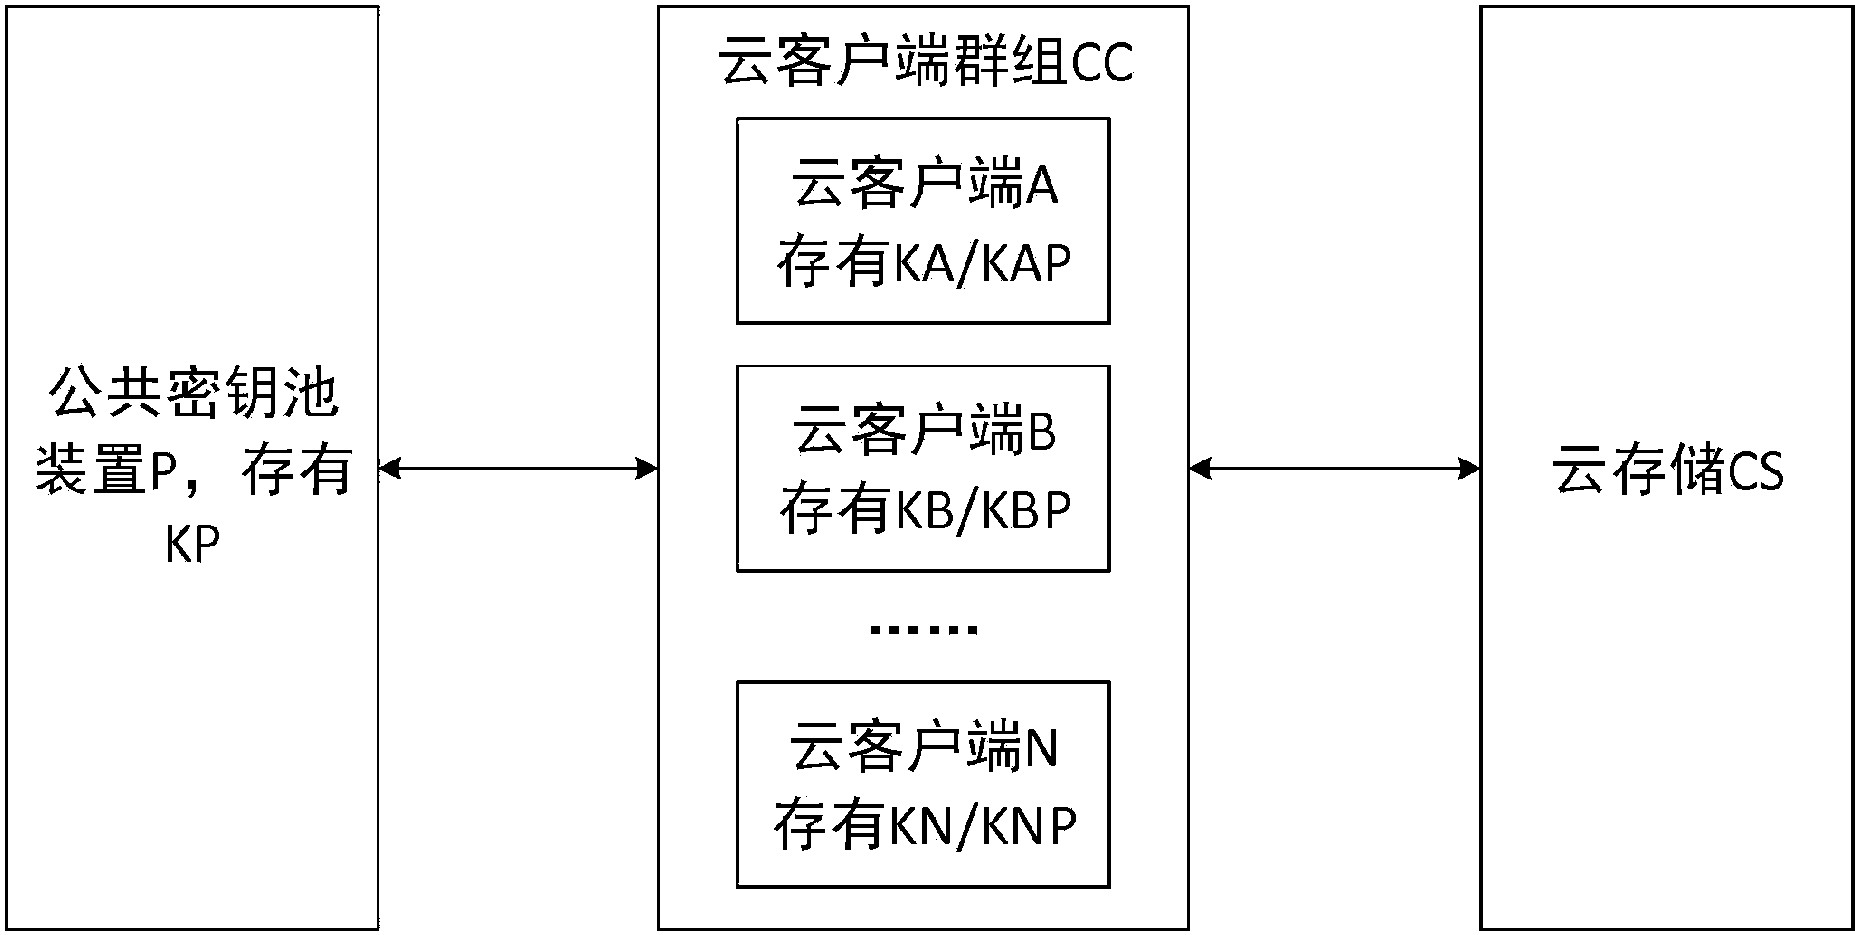 公共密钥池
装置P，存有
KP
云客户端群组CC
云客户端A
存有KA/KAP
云客户端B
存有KB/KBP
……
云客户端N
存有KN/KNP
云存储CS